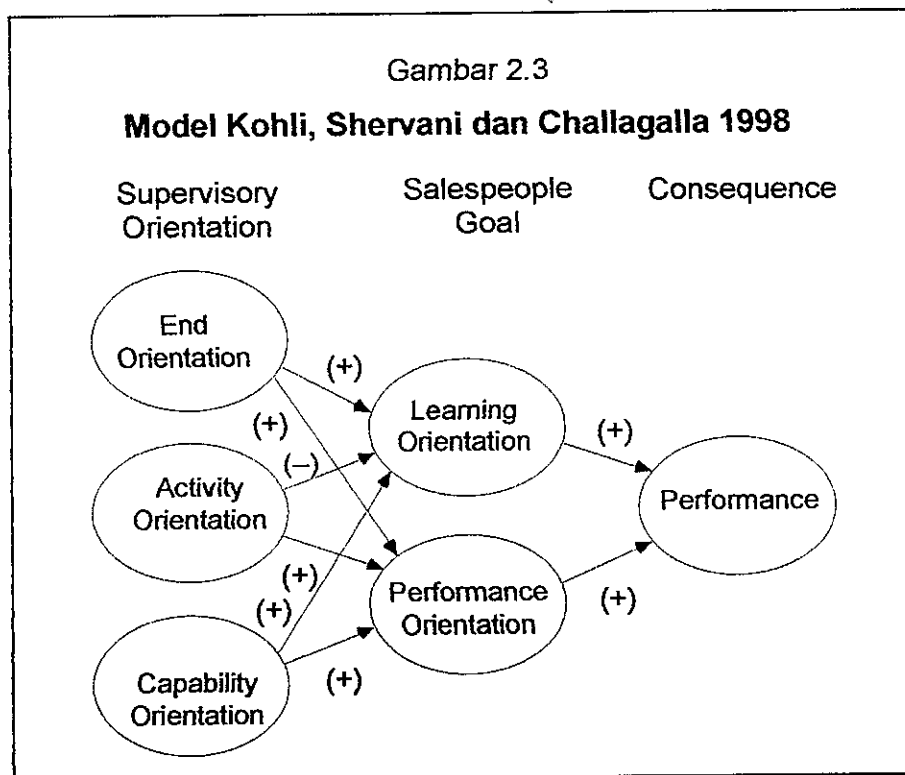 Gambar 2.3
Model Kohli, Shervani dan Challagalla 1998
Supervisory
Orientation
Salespeople
Goal
Consequence
End
Orientation
(+)
(+)
Learning
Orientation
(+)
(–)
Activity
Orientation
Performance
(+)
(+)
Performance
Orientation
(+)
Capability
Orientation
(+)